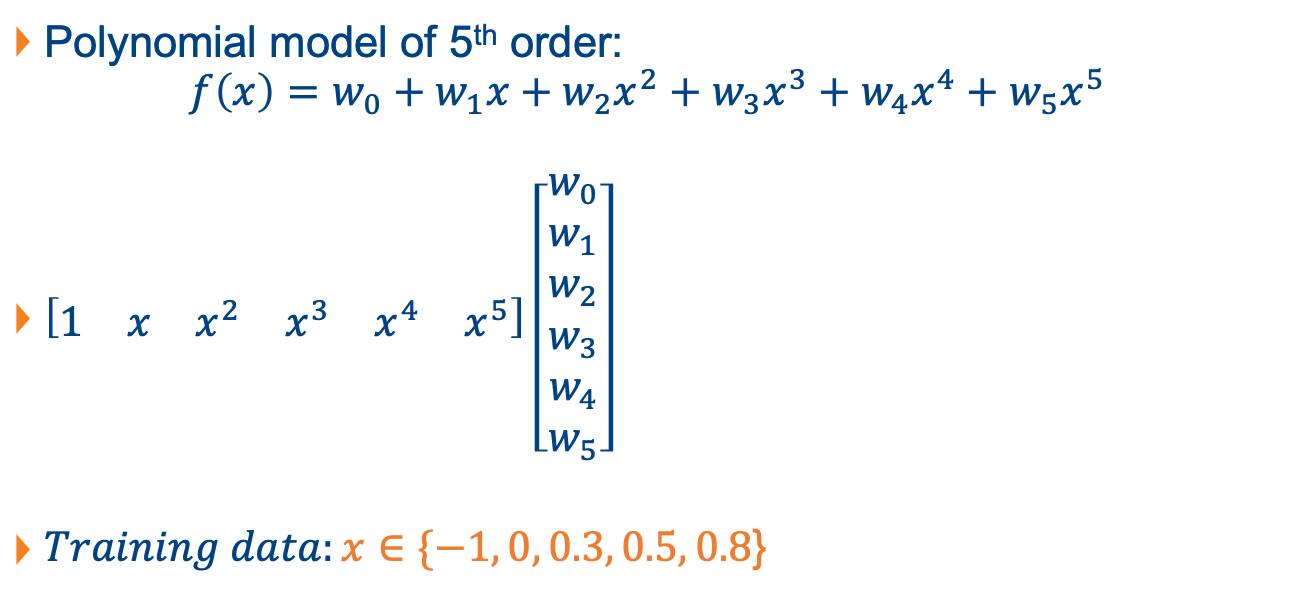 Polynomial model of 5th order:
f(x) = w₀ + w₁x + w₂x² + w₃x³ + w₄x⁴ + w₅x⁵
[1 x x² x³ x⁴ x⁵] [w₀ w₁ w₂ w₃ w₄ w₅]
Training data: x ∈ {−1, 0, 0.3, 0.5, 0.8}